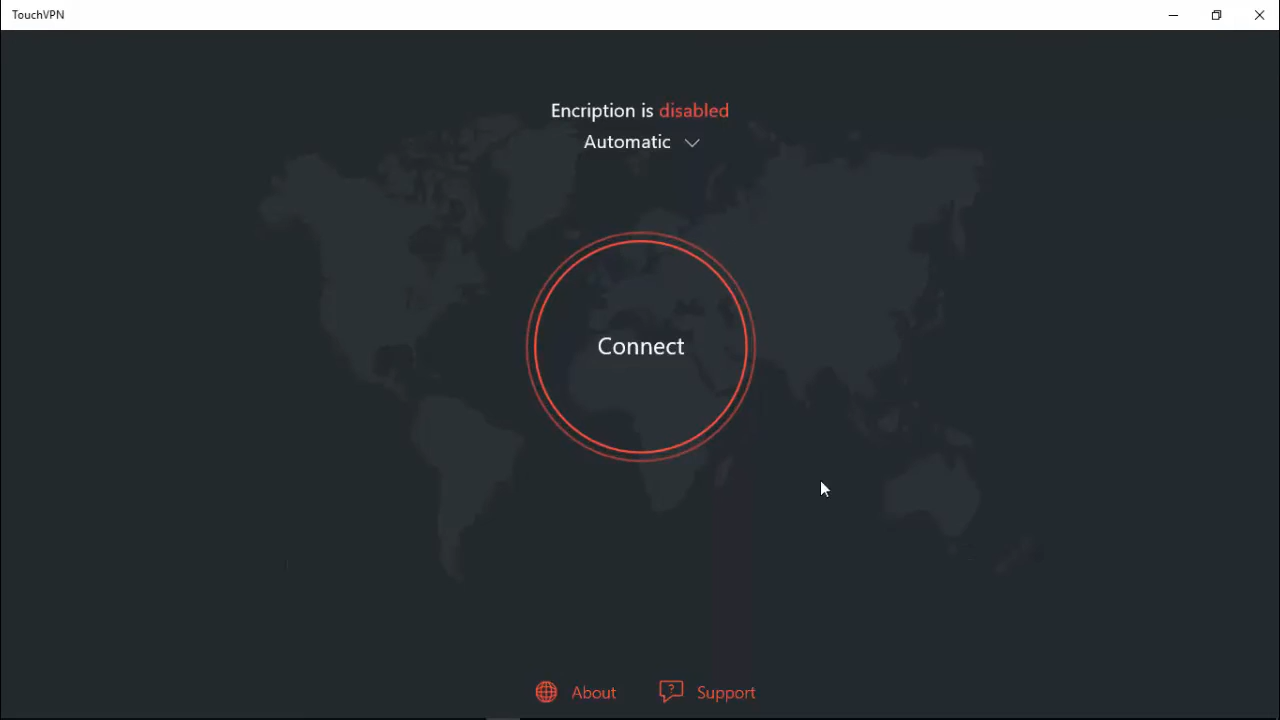 TouchVPN
Encription is disabled
Automatic
Connect
About
Support